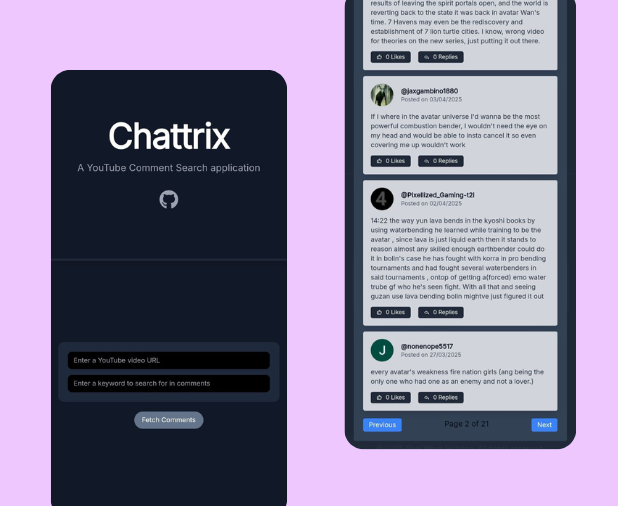 Chattrix
A YouTube Comment Search application
Enter a YouTube video URL
Enter a keyword to search for in comments
Fetch Comments
results of leaving the spirit portals open, and the world is
reverting back to the state it was back in avatar Wan's
time. 7 Havens may be the rediscovery and
establishment of 7 lion turtle cities. I know, wrong video
for theories on the new series, just putting it out there.
0 Likes 0 Replies
@jaxgambino1680
Posted on 03/04/2025
If I where in the avatar universe I'd wanna be the most
powerful combustion bender, I wouldn't need the eye on
my head and would be able to insta cancel it so even
covering me up wouldn't work
0 Likes 0 Replies
4
@Pixellized_Gaming-t2l
Posted on 02/04/2025
14:22 the way yun lava bends in the kyoshi books by
using waterbending he learned while training to be the
avatar , since lava is just liquid earth then it stands to
reason almost any skilled enough earthbender could do
it in bolin's case he has fought with korra in pro bending
tournaments and had fought several waterbenders in
said tournaments , ontop of getting a(forced) emo water
trube gf who he's seen fight. With all that and seeing
guzan use lava bending bolin mightve just figured it out
0 Likes 0 Replies
J
@nonenope5517
Posted on 27/03/2025
every avatar's weakness fire nation girls (ang being the
only one who had one as an enemy and not a lover.)
0 Likes 0 Replies
Previous Page 2 of 21 Next